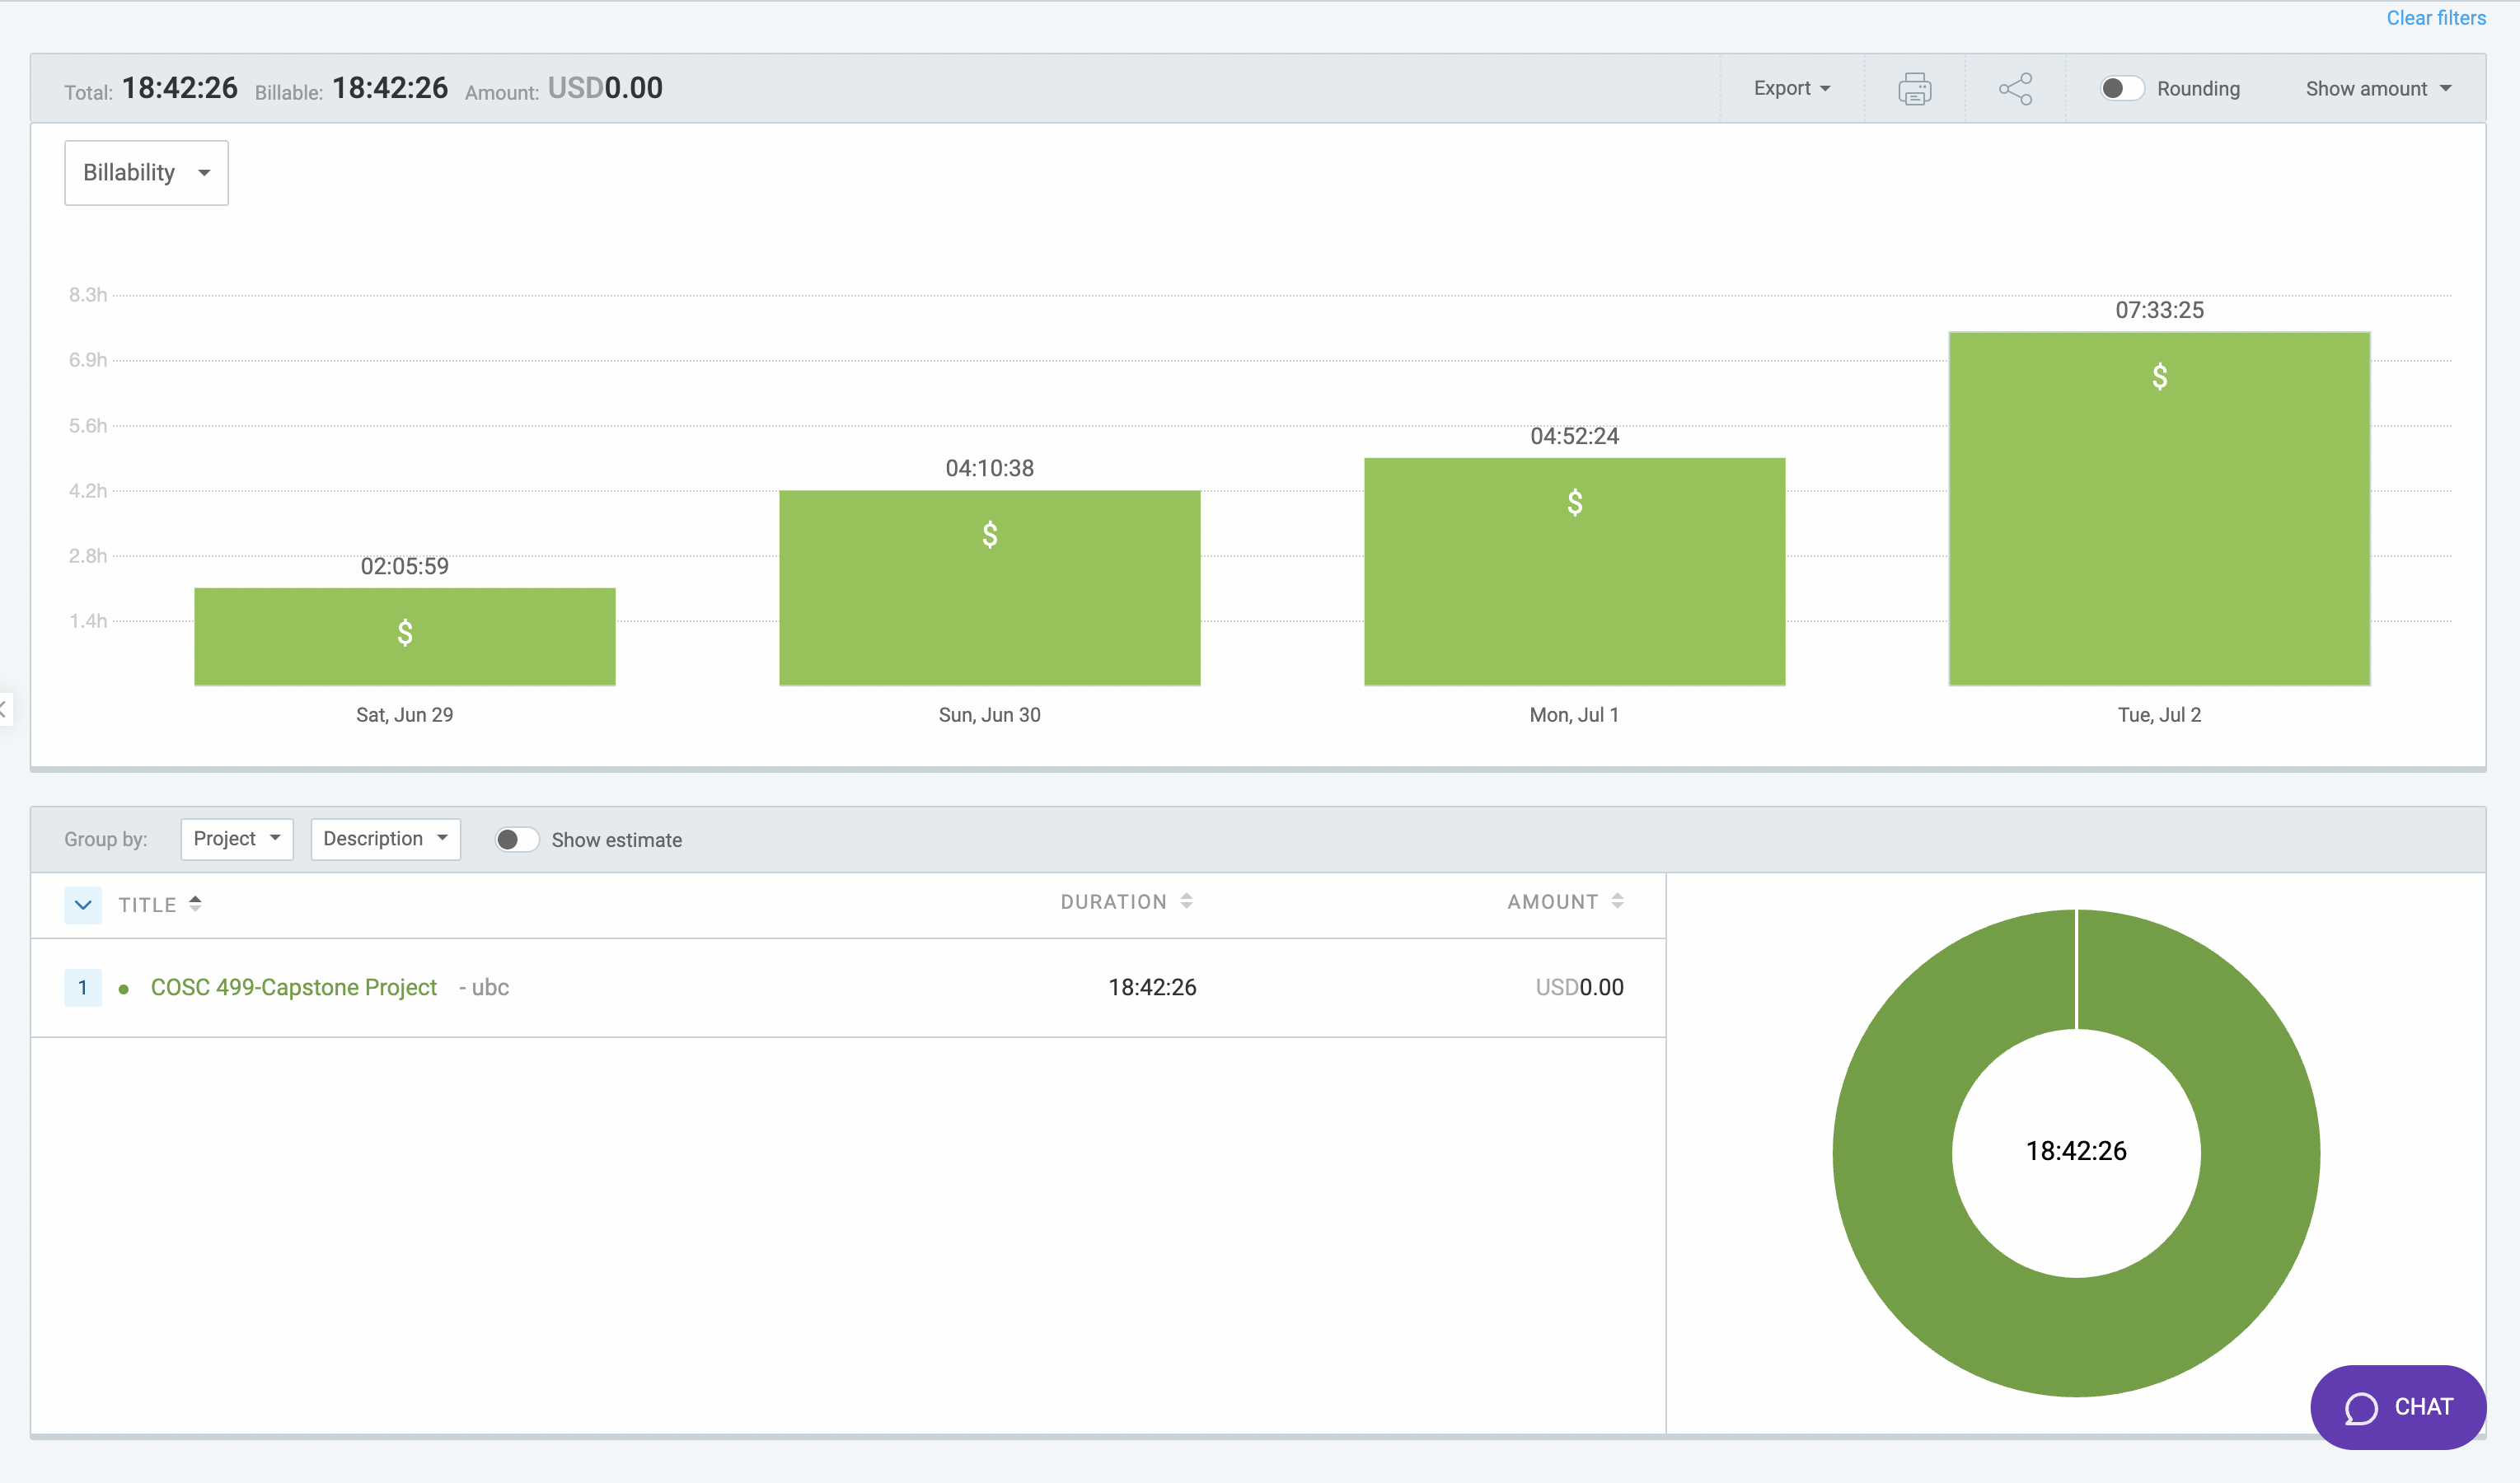 Clear filters
Total: 18:42:26 Billable: 18:42:26 Amount: USD0.00 Export Rounding Show amount
Billability
8.3h
07:33:25
6.9h
$
5.6h
04:52:24
04:10:38
4.2h
$
$
2.8h
02:05:59
1.4h
$
Sat, Jun 29 Sun, Jun 30 Mon, Jul 1 Tue, Jul 2
Group by: Project Description Show estimate
TITLE DURATION AMOUNT
1 COSC 499-Capstone Project - ubc 18:42:26 USD0.00
18:42:26
CHAT